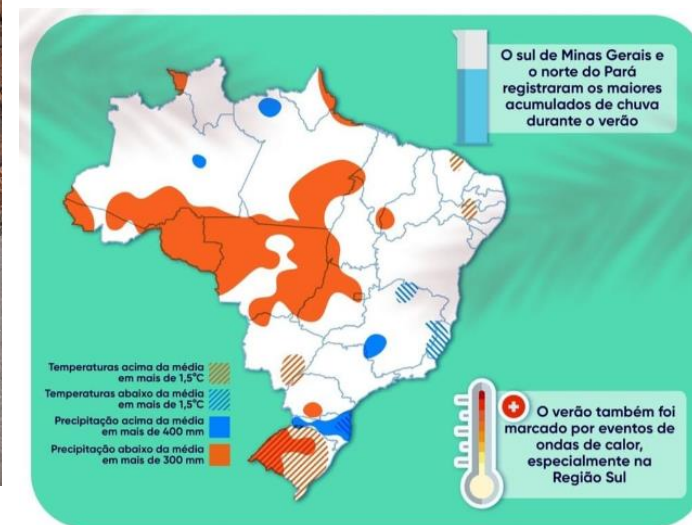 O sul de Minas Gerais e
o norte do Pará
registraram os maiores
acumulados de chuva
durante o verão
Temperaturas acima da média
em mais de 1,5°C
Temperaturas abaixo da média
em mais de 1,5°C
Precipitação acima da média
em mais de 400 mm
Precipitação abaixo da média
em mais de 300 mm
O verão também foi
marcado por eventos de
ondas de calor,
especialmente na
Região Sul